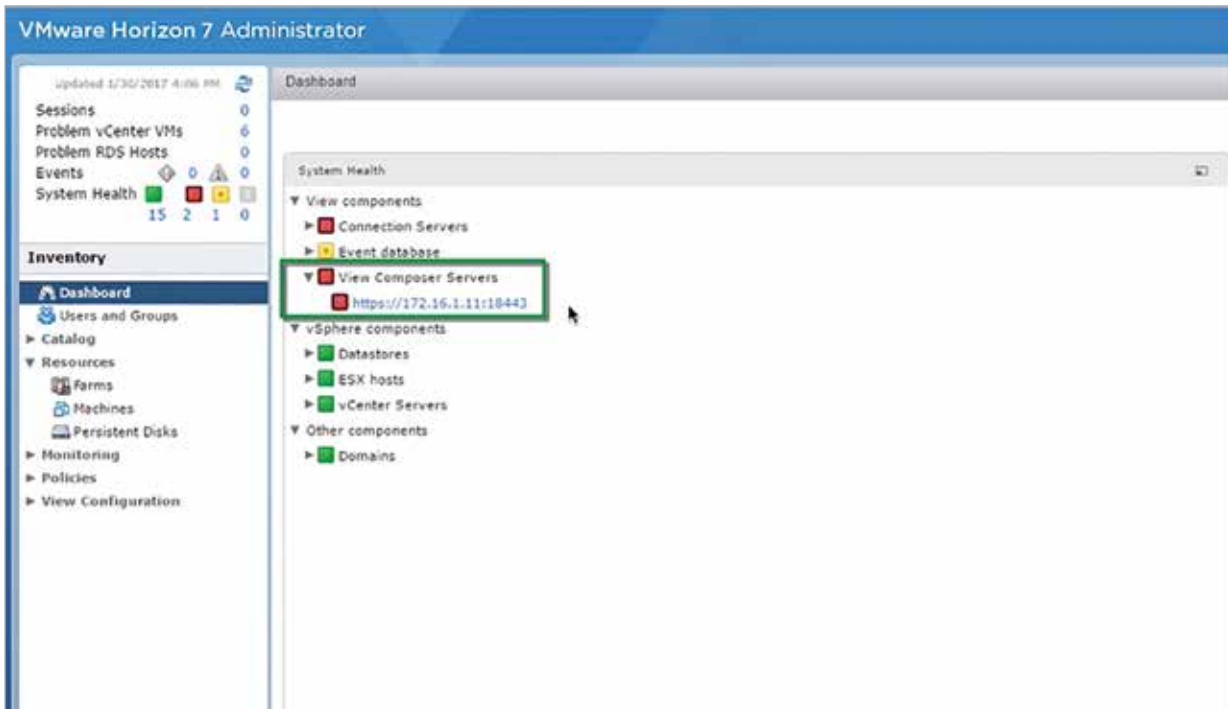 VMware Horizon 7 Administrator
Updated 1/30/2017 4:06 PM
Sessions 0
Problem vCenter VMs 6
Problem RDS Hosts 0
Events 0 0
System Health
15 2 1 0
Inventory
Dashboard
Users and Groups
Catalog
Resources
Farms
Machines
Persistent Disks
Monitoring
Policies
View Configuration
Dashboard
System Health
View components
Connection Servers
Event database
View Composer Servers
https://172.16.1.11:18443
vSphere components
Datastores
ESX hosts
vCenter Servers
Other components
Domains